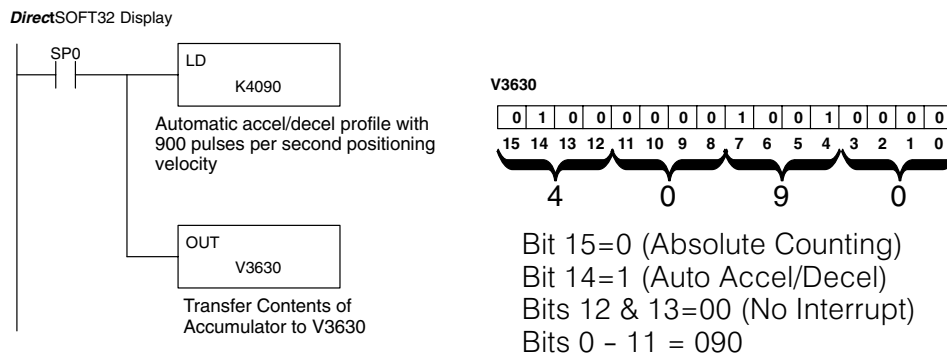 DirectSOFT32 Display
SP0
LD
K4090
Automatic accel/decel profile with
900 pulses per second positioning
velocity
OUT
V3630
Transfer Contents of
Accumulator to V3630
V3630
0 1 0 0 0 0 0 0 1 0 0 1 0 0 0 0
15 14 13 12 11 10 9 8 7 6 5 4 3 2 1 0
4 0 9 0
Bit 15=0 (Absolute Counting)
Bit 14=1 (Auto Accel/Decel)
Bits 12 & 13=00 (No Interrupt)
Bits 0 – 11 = 090